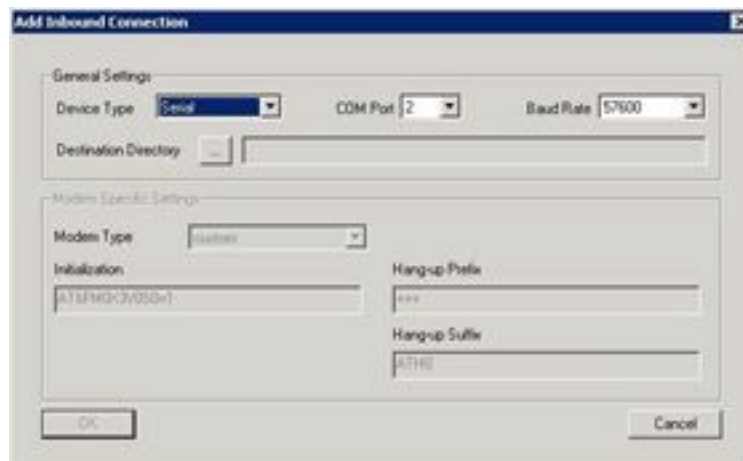 Add Inbound Connection
General Settings
Device Type Serial COM Port 2 Baud Rate 57600
Destination Directory ...
Modem Specific Settings
Modem Type custom
Initialization Hang-up Prefix
+++
Hang-up Suffix
ATH0
OK Cancel